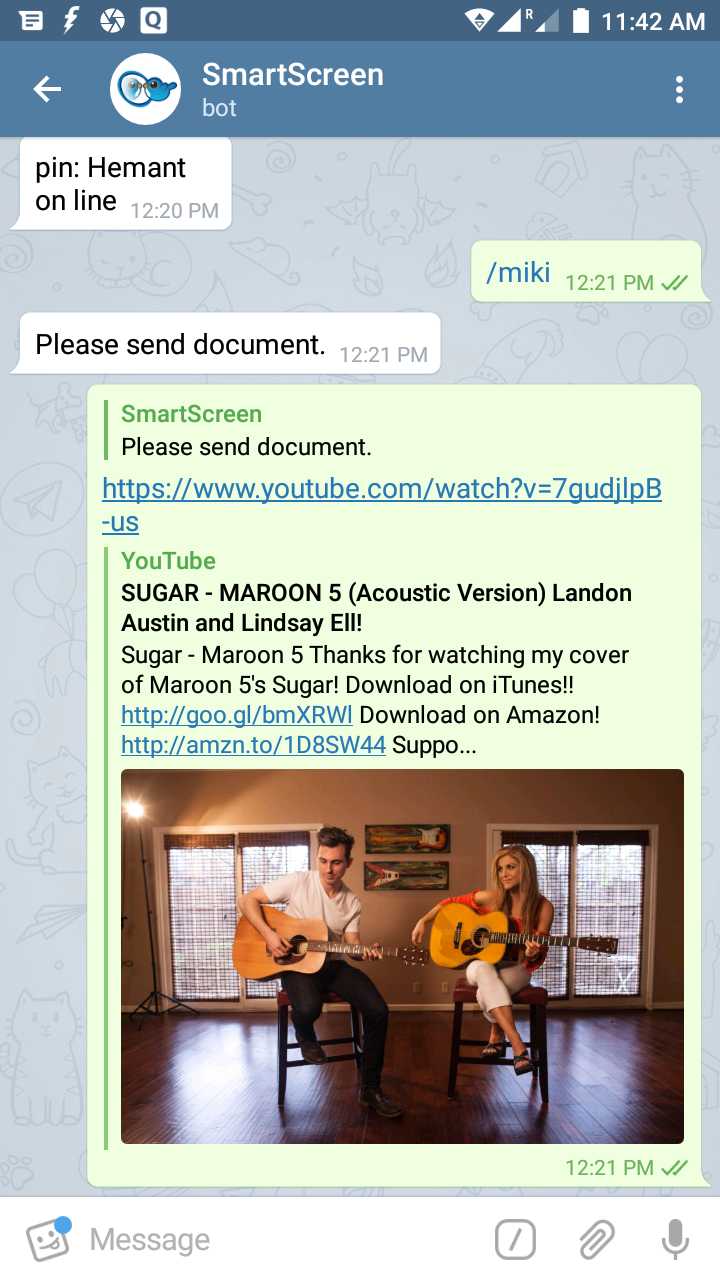 11:42 AM
R
SmartScreen
bot
pin: Hemant
on line 12:20 PM
/miki 12:21 PM
Please send document. 12:21 PM
SmartScreen
Please send document.
https://www.youtube.com/watch?v=7gudjlpB
-us
YouTube
SUGAR - MAROON 5 (Acoustic Version) Landon
Austin and Lindsay Ell!
Sugar - Maroon 5 Thanks for watching my cover
of Maroon 5's Sugar! Download on iTunes!!
http://goo.gl/bmXRWl Download on Amazon!
http://amzn.to/1D8SW44 Suppo...
12:21 PM
Message